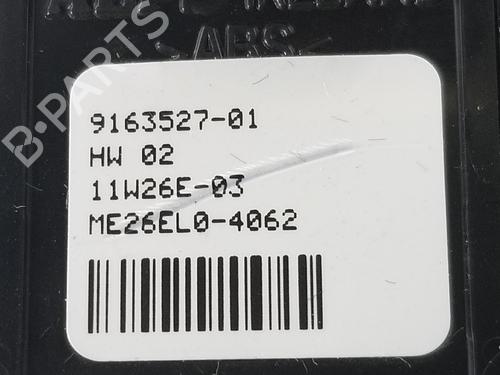 >ABS<
9163527-01
HW 02
11W26E-03
ME26EL0-4062
B-PARTS